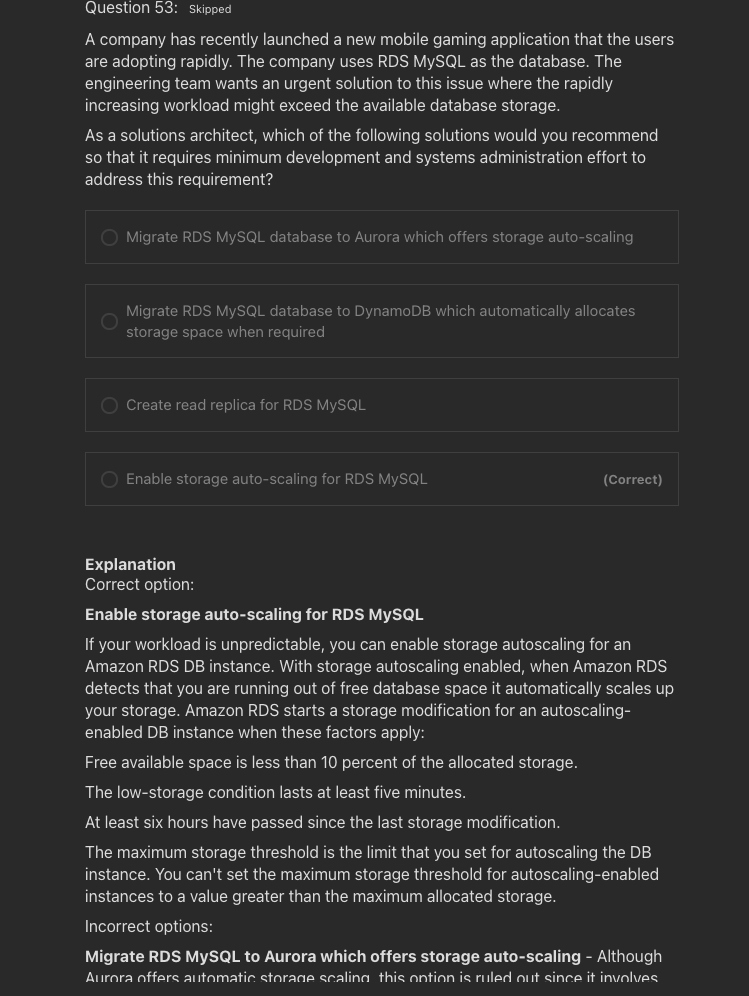 Question 53: Skipped
A company has recently launched a new mobile gaming application that the users
are adopting rapidly. The company uses RDS MySQL as the database. The
engineering team wants an urgent solution to this issue where the rapidly
increasing workload might exceed the available database storage.
As a solutions architect, which of the following solutions would you recommend
so that it requires minimum development and systems administration effort to
address this requirement?
Migrate RDS MySQL database to Aurora which offers storage auto-scaling
Migrate RDS MySQL database to DynamoDB which automatically allocates
storage space when required
Create read replica for RDS MySQL
Enable storage auto-scaling for RDS MySQL (Correct)
Explanation
Correct option:
Enable storage auto-scaling for RDS MySQL
If your workload is unpredictable, you can enable storage autoscaling for an
Amazon RDS DB instance. With storage autoscaling enabled, when Amazon RDS
detects that you are running out of free database space it automatically scales up
your storage. Amazon RDS starts a storage modification for an autoscaling-
enabled DB instance when these factors apply:
Free available space is less than 10 percent of the allocated storage.
The low-storage condition lasts at least five minutes.
At least six hours have passed since the last storage modification.
The maximum storage threshold is the limit that you set for autoscaling the DB
instance. You can't set the maximum storage threshold for autoscaling-enabled
instances to a value greater than the maximum allocated storage.
Incorrect options:
Migrate RDS MySQL to Aurora which offers storage auto-scaling - Although
Aurora offers automatic storage scaling, this option is ruled out since it involves